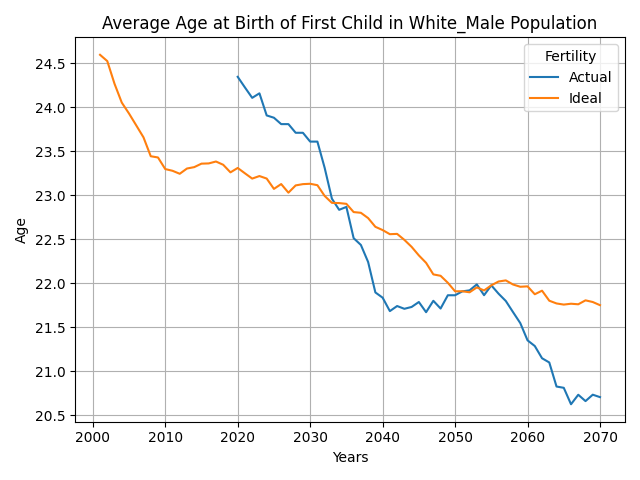 Average Age at Birth of First Child in White_Male Population
Fertility
Actual
Ideal
24.5
24.0
23.5
23.0
22.5
22.0
21.5
21.0
20.5
Age
2000 2010 2020 2030 2040 2050 2060 2070
Years